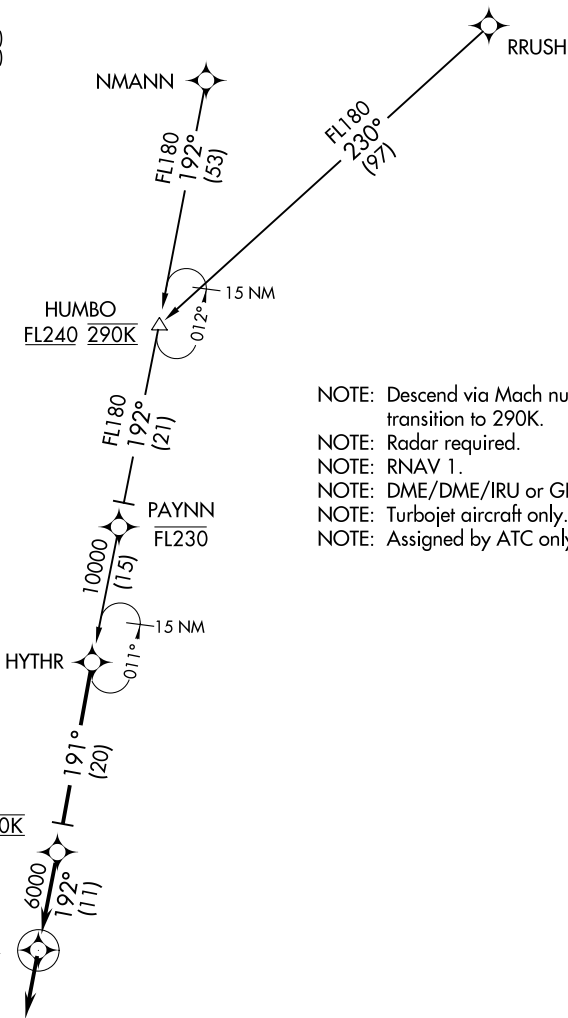 RRUSH
NMANN
FL180
192°
(53)
FL180
230°
(97)
15 NM
012°
HUMBO
FL240 290K
FL180
192°
(21)
NOTE: Descend via Mach
transition to 290K.
NOTE: Radar required.
NOTE: RNAV 1.
NOTE: DME/DME/IRU or
NOTE: Turbojet aircraft only.
NOTE: Assigned by ATC
PAYNN
FL230
10000
(15)
15 NM
011°
HYTHR
191°
(20)
0K
6000
192°
(11)